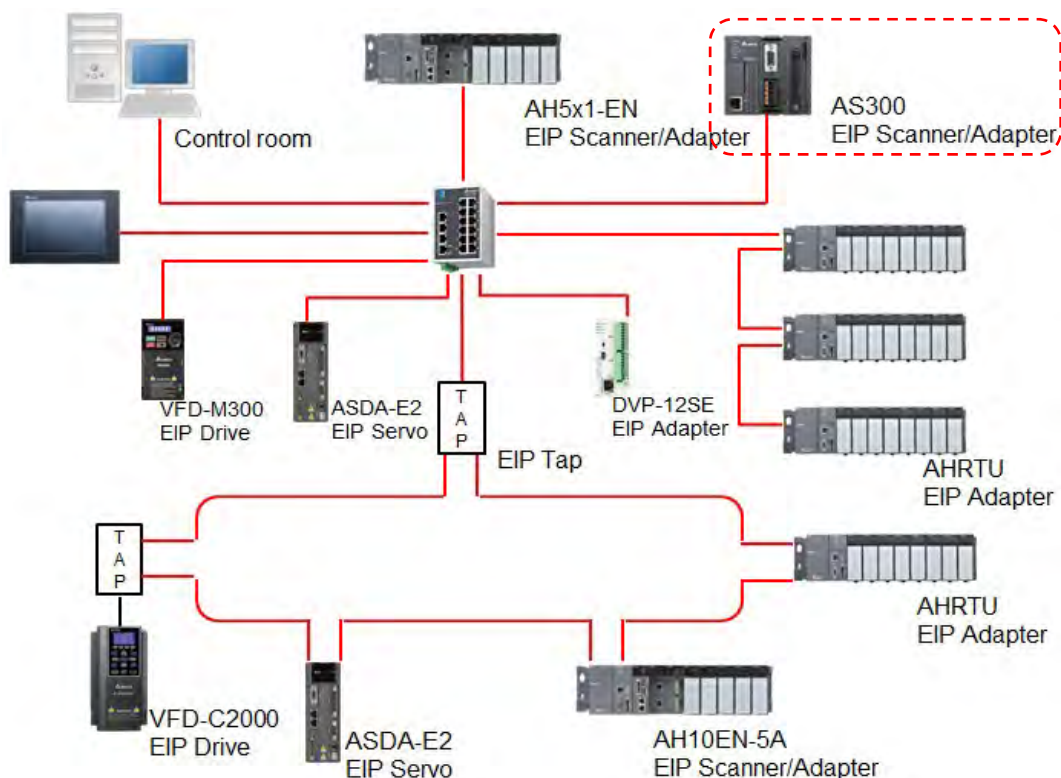 Control room
AH5x1-EN
EIP Scanner/Adapter
AS300
EIP Scanner/Adapter
VFD-M300
EIP Drive
ASDA-E2
EIP Servo
T
A
P
EIP Tap
DVP-12SE
EIP Adapter
AHRTU
EIP Adapter
T
A
P
VFD-C2000
EIP Drive
ASDA-E2
EIP Servo
AH10EN-5A
EIP Scanner/Adapter
AHRTU
EIP Adapter